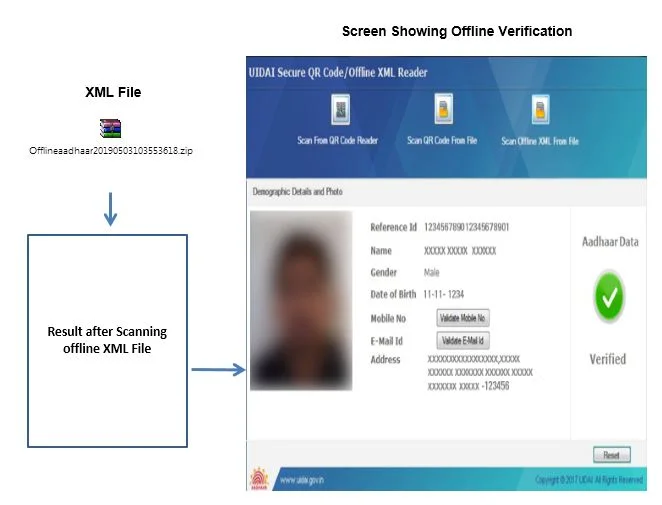 Screen Showing Offline Verification
XML File
Offlineaadhaar20190503103553618.zip
Result after Scanning
offline XML File
UIDAI Secure QR Code/Offline XML Reader
Scan From QR Code Reader
Scan QR Code From File
Scan Offline XML From File
Demographic Details and Photo
Reference Id 123456789012345678901
Name XXXXX XXXXX XXXXXX
Gender Male
Date of Birth 11-11- 1234
Mobile No Validate Mobile No
E-Mail Id Validate E-Mail Id
Address XXXXXXXXXXXXXXXXX,XXXXX
XXXXXX XXXXXXX XXXXXX XXXXX
XXXXXXX XXXXX -123456
Aadhaar Data
Verified
Reset
AADHAAR
www.uidai.gov.in
Copyright © 2017 UIDAI All Rights Reserved